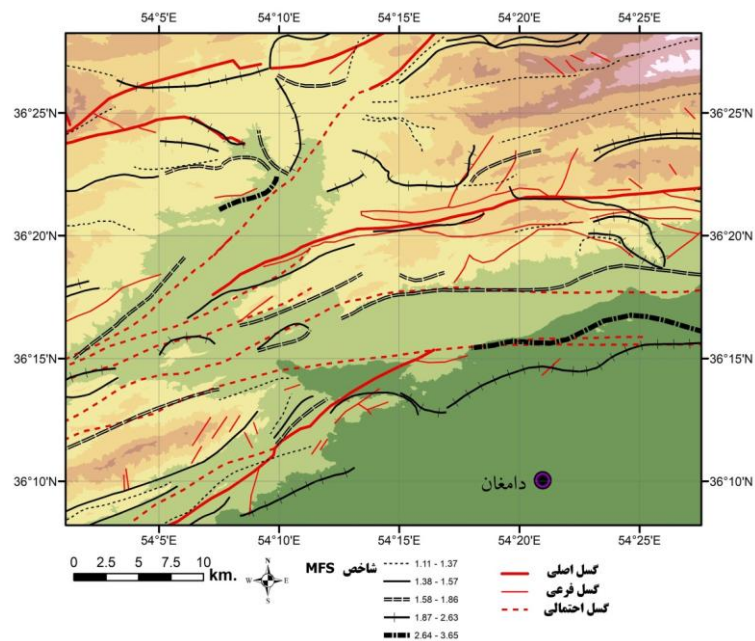 54°5'E 54°10'E 54°15'E 54°20'E 54°25'E
36°25'N 36°25'N
36°20'N 36°20'N
36°15'N 36°15'N
36°10'N 36°10'N
دامغان
54°5'E 54°10'E 54°15'E 54°20'E 54°25'E
0 2.5 5 7.5 10
km.
N
W E
S
شاخص MFS
1.11 - 1.37
1.38 - 1.57
1.58 - 1.86
1.87 - 2.63
2.64 - 3.65
گسل اصلی
گسل فرعی
گسل احتمالی